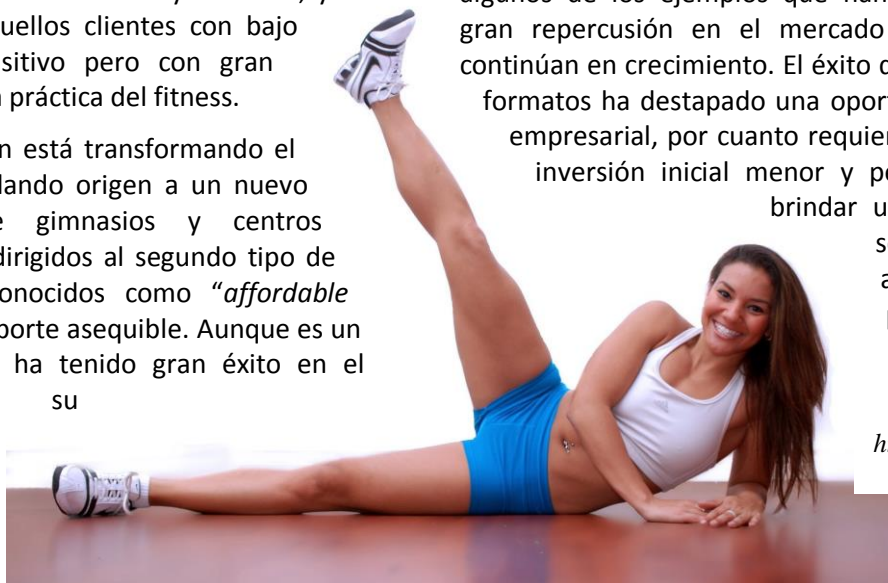 uellos clientes con bajo
sitivo pero con gran
práctica del fitness.
n está transformando el
dando origen a un nuevo
gimnasios y centros
dirigidos al segundo tipo de
onocidos como “affordable
porte asequible. Aunque es un
ha tenido gran éxito en el
su
gran repercusión en el mercado
continúan en crecimiento. El éxito
formatos ha destapado una oport
empresarial, por cuanto requier
inversión inicial menor y p
brindar u
s
a
h